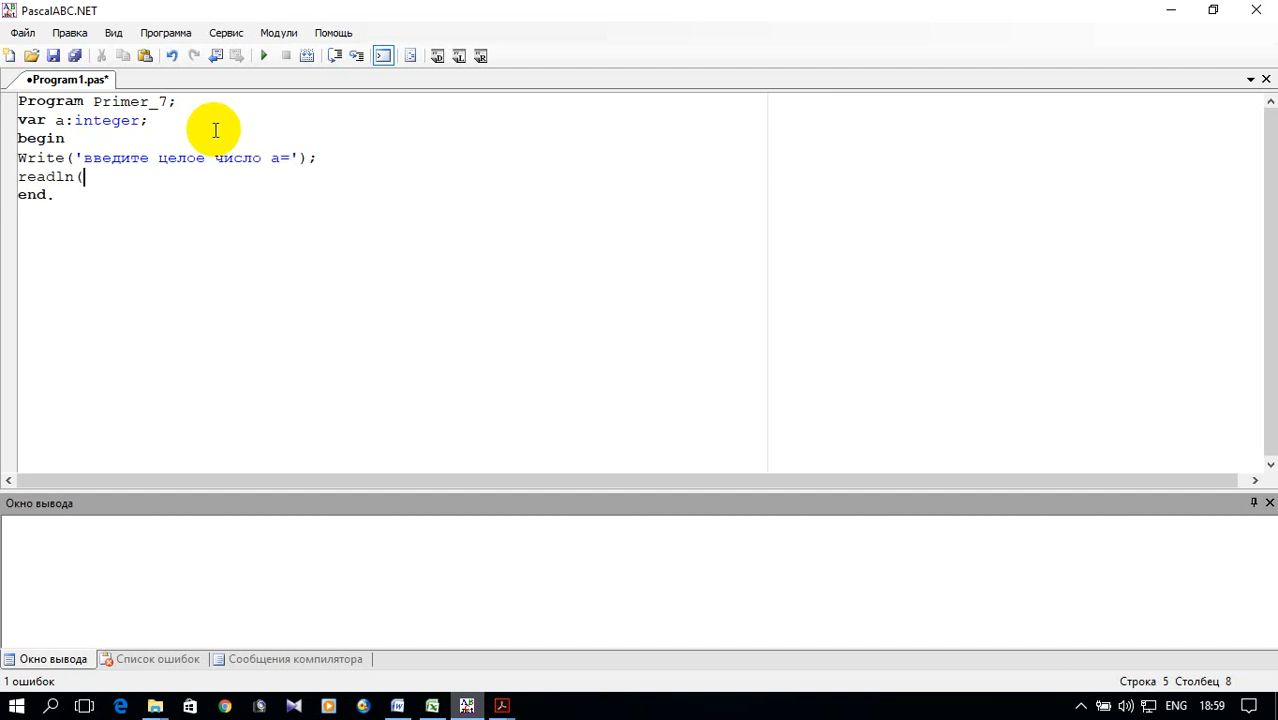 PascalABC.NET
Файл Правка Вид Программа Сервис Модули Помощь
•Program1.pas*
Program Primer_7;
var a:integer;
begin
Write('введите целое число a=');
readln(
end.
Окно вывода
Окно вывода Список ошибок Сообщения компилятора
1 ошибок Строка 5 Столбец 8
ENG 18:59